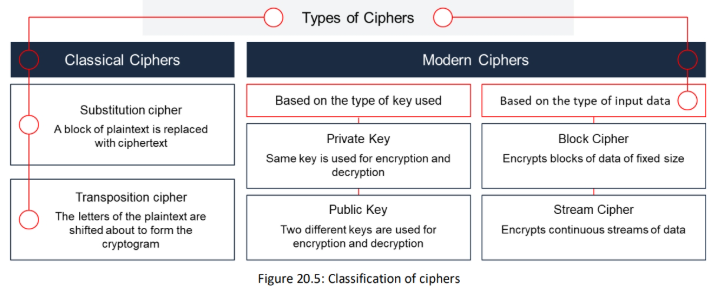 Types of Ciphers
Classical Ciphers
Substitution cipher
A block of plaintext is replaced
with ciphertext
Transposition cipher
The letters of the plaintext are
shifted about to form the
cryptogram
Modern Ciphers
Based on the type of key used
Private Key
Same key is used for encryption and
decryption
Public Key
Two different keys are used for
encryption and decryption
Based on the type of input data
Block Cipher
Encrypts blocks of data of fixed size
Stream Cipher
Encrypts continuous streams of data
Figure 20.5: Classification of ciphers